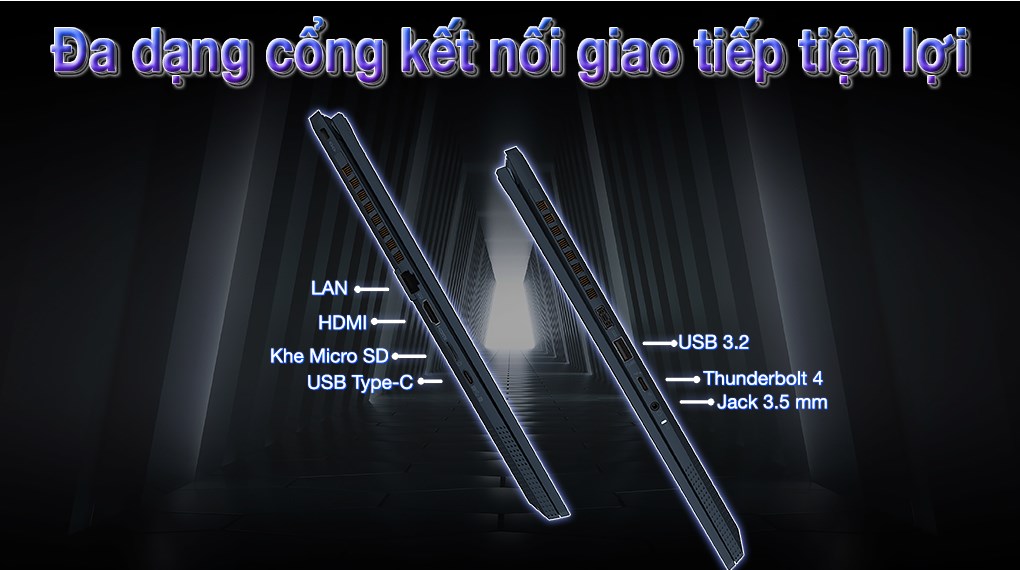 Đa dạng cổng kết nối giao tiếp tiện lợi
LAN
HDMI
Khe Micro SD
USB Type-C
USB 3.2
Thunderbolt 4
Jack 3.5 mm